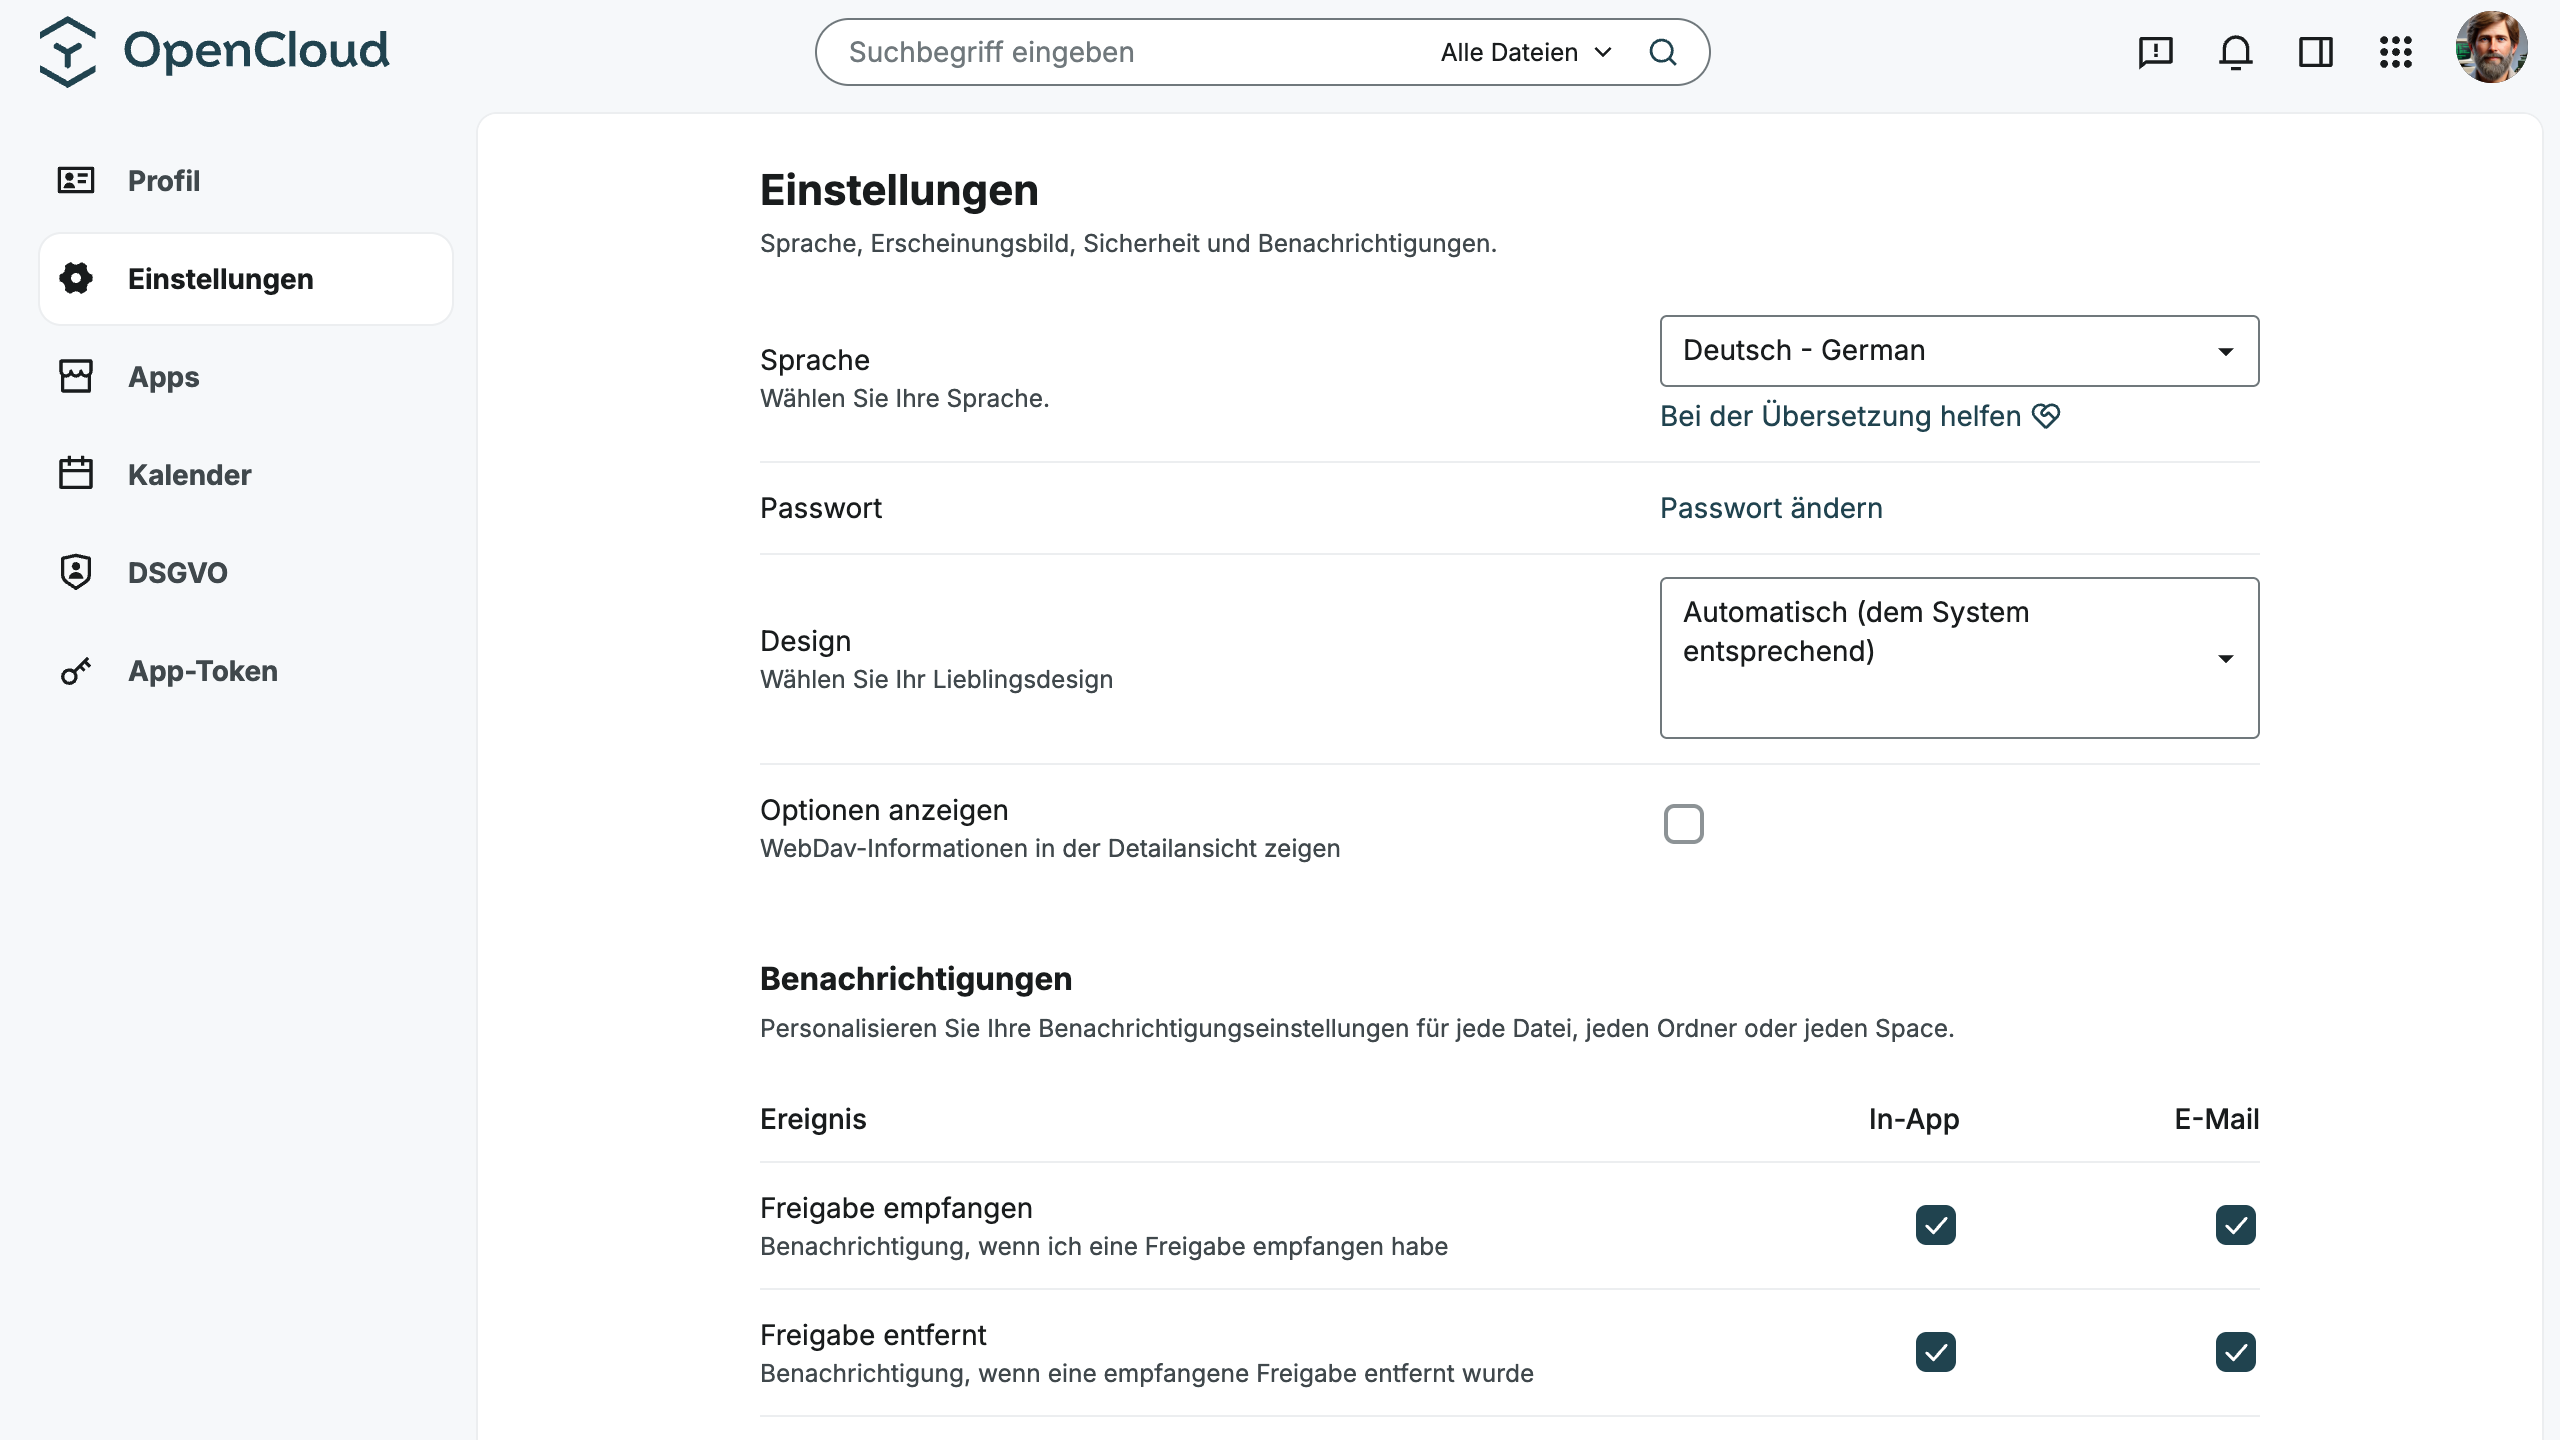 OpenCloud
Suchbegriff eingeben
Alle Dateien
Profil
Einstellungen
Apps
Kalender
DSGVO
App-Token
Einstellungen
Sprache, Erscheinungsbild, Sicherheit und Benachrichtigungen.
Sprache
Wählen Sie Ihre Sprache.
Deutsch - German
Bei der Übersetzung helfen
Passwort
Passwort ändern
Design
Wählen Sie Ihr Lieblingsdesign
Automatisch (dem System
entsprechend)
Optionen anzeigen
WebDav-Informationen in der Detailansicht zeigen
Benachrichtigungen
Personalisieren Sie Ihre Benachrichtigungseinstellungen für jede Datei, jeden Ordner oder jeden Space.
Ereignis
In-App
E-Mail
Freigabe empfangen
Benachrichtigung, wenn ich eine Freigabe empfangen habe
Freigabe entfernt
Benachrichtigung, wenn eine empfangene Freigabe entfernt wurde